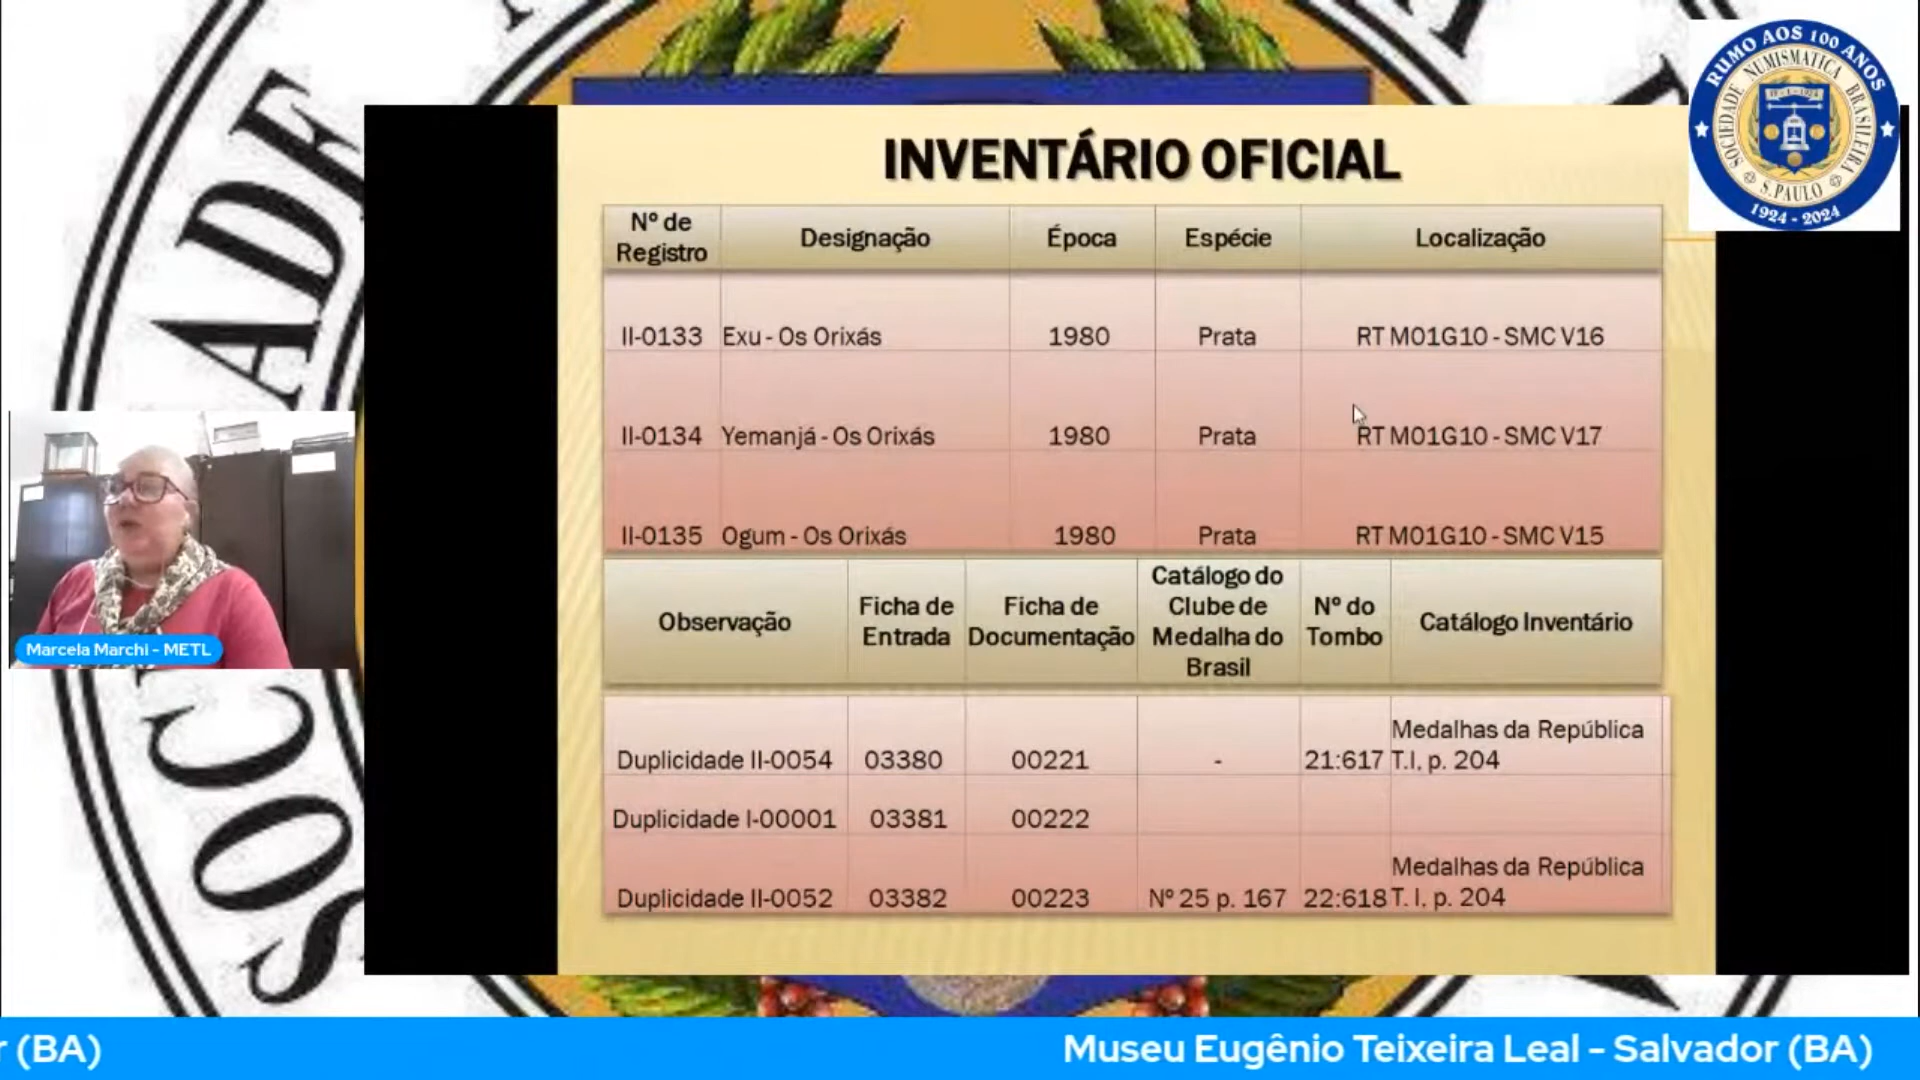 RUMO AOS 100 ANOS
SOCIEDADE NUMISMATICA BRASILEIRA
S. PAULO
1924 - 2024
ADE
SOC
INVENTÁRIO OFICIAL
Nº de Registro
Designação
Época
Espécie
Localização
II-0133 Exu - Os Orixás 1980 Prata RT M01G10 - SMC V16
II-0134 Yemanjá - Os Orixás 1980 Prata RT M01G10 - SMC V17
II-0135 Ogum - Os Orixás 1980 Prata RT M01G10 - SMC V15
Observação
Ficha de Entrada
Ficha de Documentação
Catálogo do Clube de Medalha do Brasil
Nº do Tombo
Catálogo Inventário
Duplicidade II-0054 03380 00221 - 21:617 Medalhas da República T.I, p. 204
Duplicidade I-00001 03381 00222
Duplicidade II-0052 03382 00223 Nº 25 p. 167 22:618 Medalhas da República T. I, p. 204
Marcela Marchi - METL
r (BA)
Museu Eugênio Teixeira Leal - Salvador (BA)